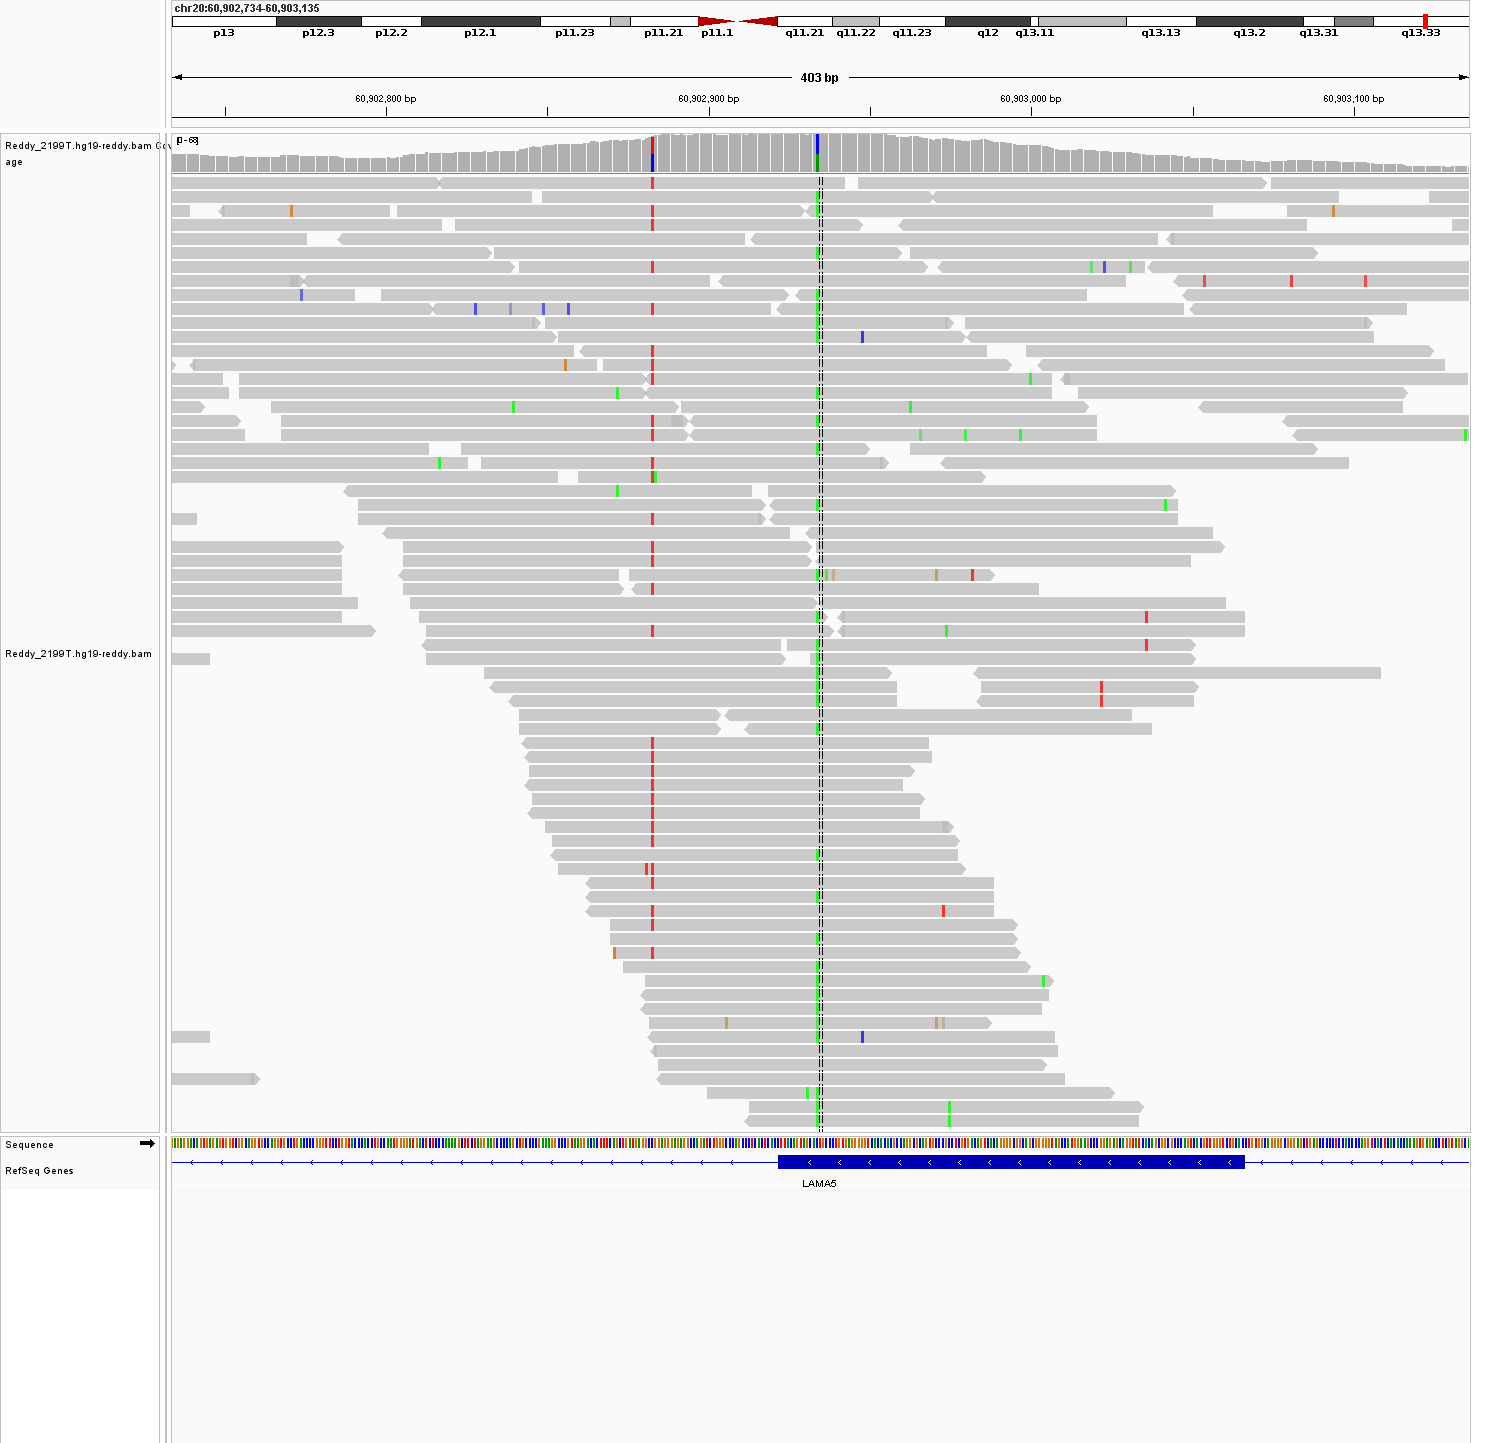 chr20:60,902,734-60,903,135
p13 p12.3 p12.2 p12.1 p11.23 p11.21 p11.1 q11.21 q11.22 q11.23 q12 q13.11 q13.13 q13.2 q13.31 q13.33
403 bp
60,902,800 bp 60,902,900 bp 60,903,000 bp 60,903,100 bp
Reddy_2199T.hg19-reddy.bam Cov
age
[0 - 68]
Reddy_2199T.hg19-reddy.bam
Sequence
RefSeq Genes
LAMA5